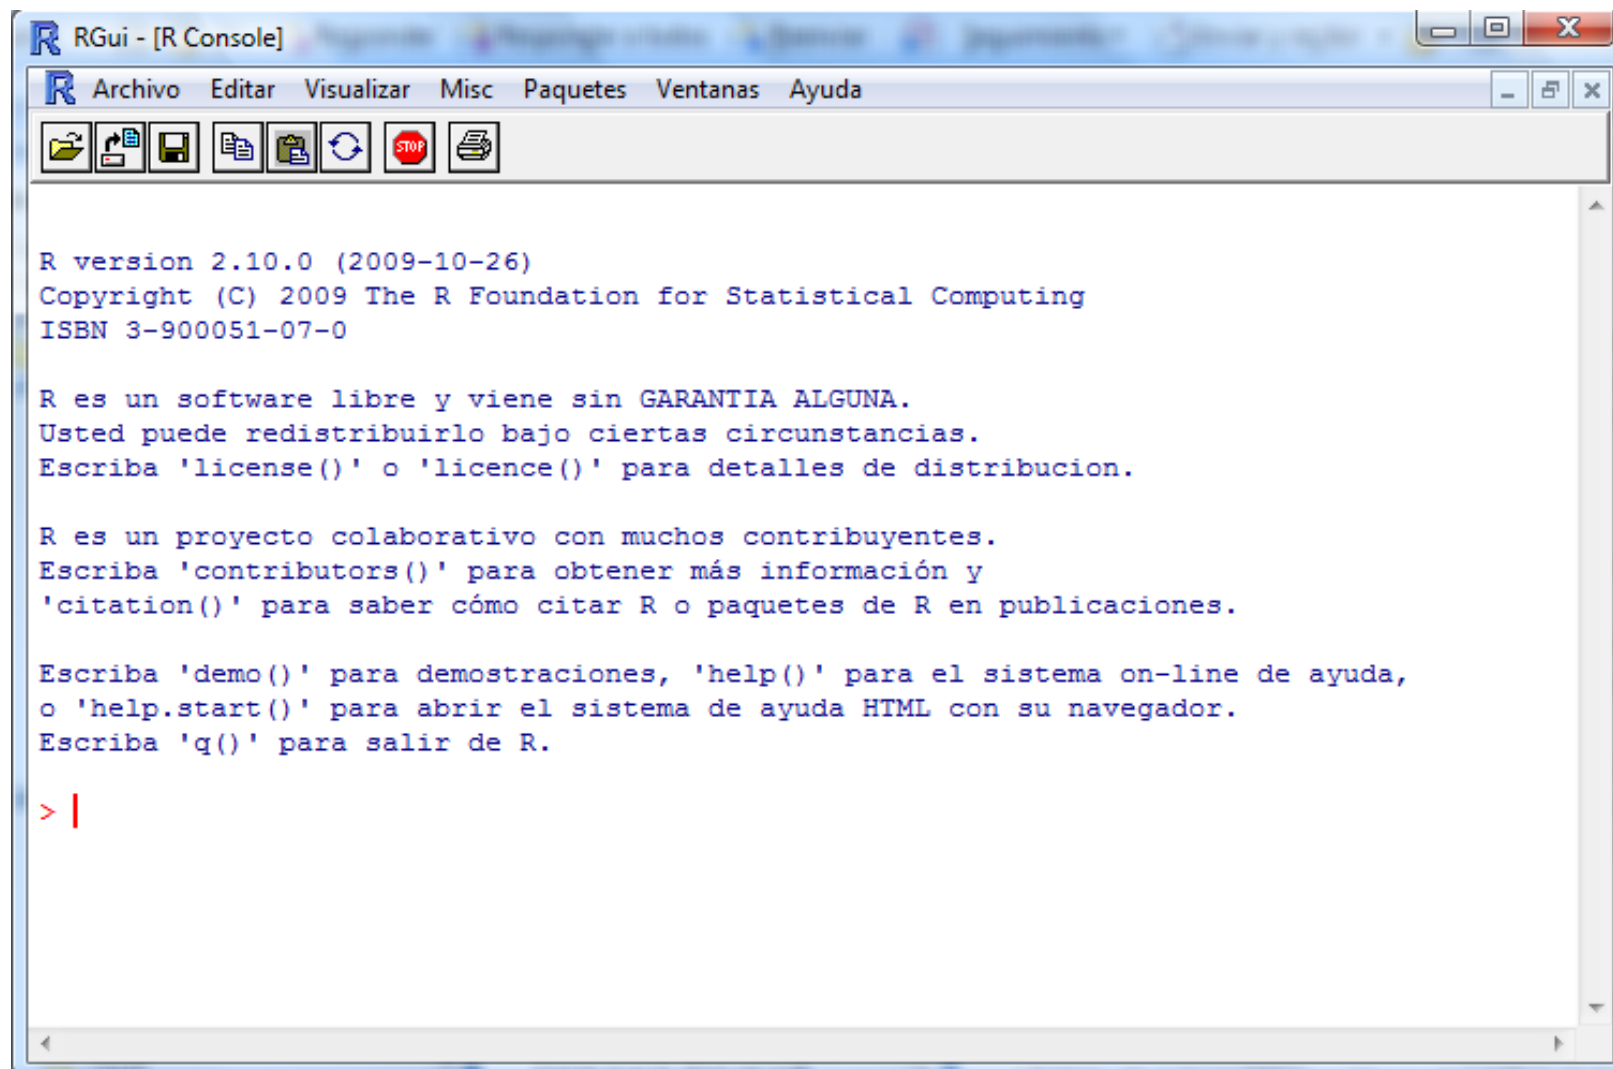 RGui - [R Console]
Archivo Editar Visualizar Misc Paquetes Ventanas Ayuda
STOP
R version 2.10.0 (2009-10-26)
Copyright (C) 2009 The R Foundation for Statistical Computing
ISBN 3-900051-07-0
R es un software libre y viene sin GARANTIA ALGUNA.
Usted puede redistribuirlo bajo ciertas circunstancias.
Escriba 'license()' o 'licence()' para detalles de distribucion.
R es un proyecto colaborativo con muchos contribuyentes.
Escriba 'contributors()' para obtener más información y
'citation()' para saber cómo citar R o paquetes de R en publicaciones.
Escriba 'demo()' para demostraciones, 'help()' para el sistema on-line de ayuda,
o 'help.start()' para abrir el sistema de ayuda HTML con su navegador.
Escriba 'q()' para salir de R.
>